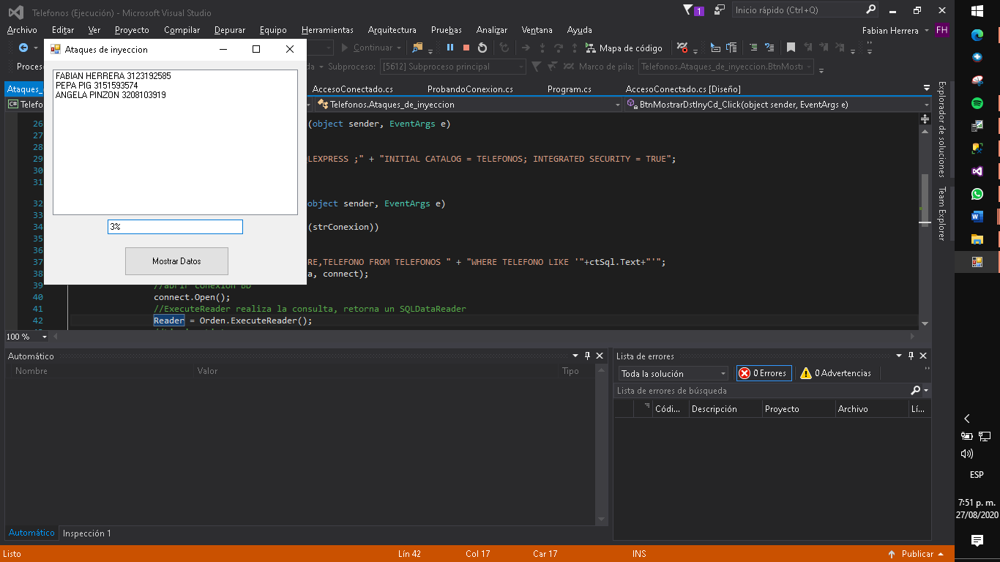 Telefonos (Ejecución) - Microsoft Visual Studio
1
Inicio rápido (Ctrl+Q)
Archivo Editar Ver Proyecto Compilar Depurar Equipo Herramientas Arquitectura Pruebas Analizar Ventana Ayuda
Fabian Herrera FH
Continuar
Mapa de código
Proces
Subproceso: [5612] Subproceso principal
Marco de pila: Telefonos.Ataques_de_inyeccion.BtnMostr
Ataques_
AccesoConectado.cs ProbandoConexion.cs Program.cs AccesoConectado.cs [Diseño]
C# Telefo
Telefonos.Ataques_de_inyeccion
BtnMostrarDstInyCd_Click(object sender, EventArgs e)
Ataques de inyeccion
FABIAN HERRERA 3123192585
PEPA PIG 3151593574
ANGELA PINZON 3208103919
3%
Mostrar Datos
26 (object sender, EventArgs e)
27
28
29 LEXPRESS ;" + "INITIAL CATALOG = TELEFONOS; INTEGRATED SECURITY = TRUE";
30
31
32 object sender, EventArgs e)
33
34 (strConexion))
35
36
37 RE,TELEFONO FROM TELEFONOS " + "WHERE TELEFONO LIKE '"+ctSql.Text+"'";
38 a, connect);
39 //abrir conexion BD
40 connect.Open();
41 //ExecuteReader realiza la consulta, retorna un SQLDataReader
42 Reader = Orden.ExecuteReader();
100 %
Explorador de soluciones
Team Explorer
Automático
Nombre Valor Tipo
Automático Inspección 1
Lista de errores
Toda la solución
0 Errores
0 Advertencias
Lista de errores de búsqueda
Códi... Descripción Proyecto Archivo Lí...
Listo
Lín 42 Col 17 Car 17 INS
Publicar
ESP
7:51 p. m.
27/08/2020